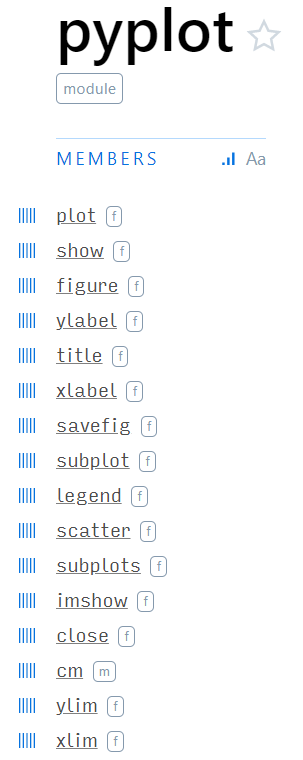 pyplot
module
MEMBERS Aa
plot f
show f
figure f
ylabel f
title f
xlabel f
savefig f
subplot f
legend f
scatter f
subplots f
imshow f
close f
cm m
ylim f
xlim f